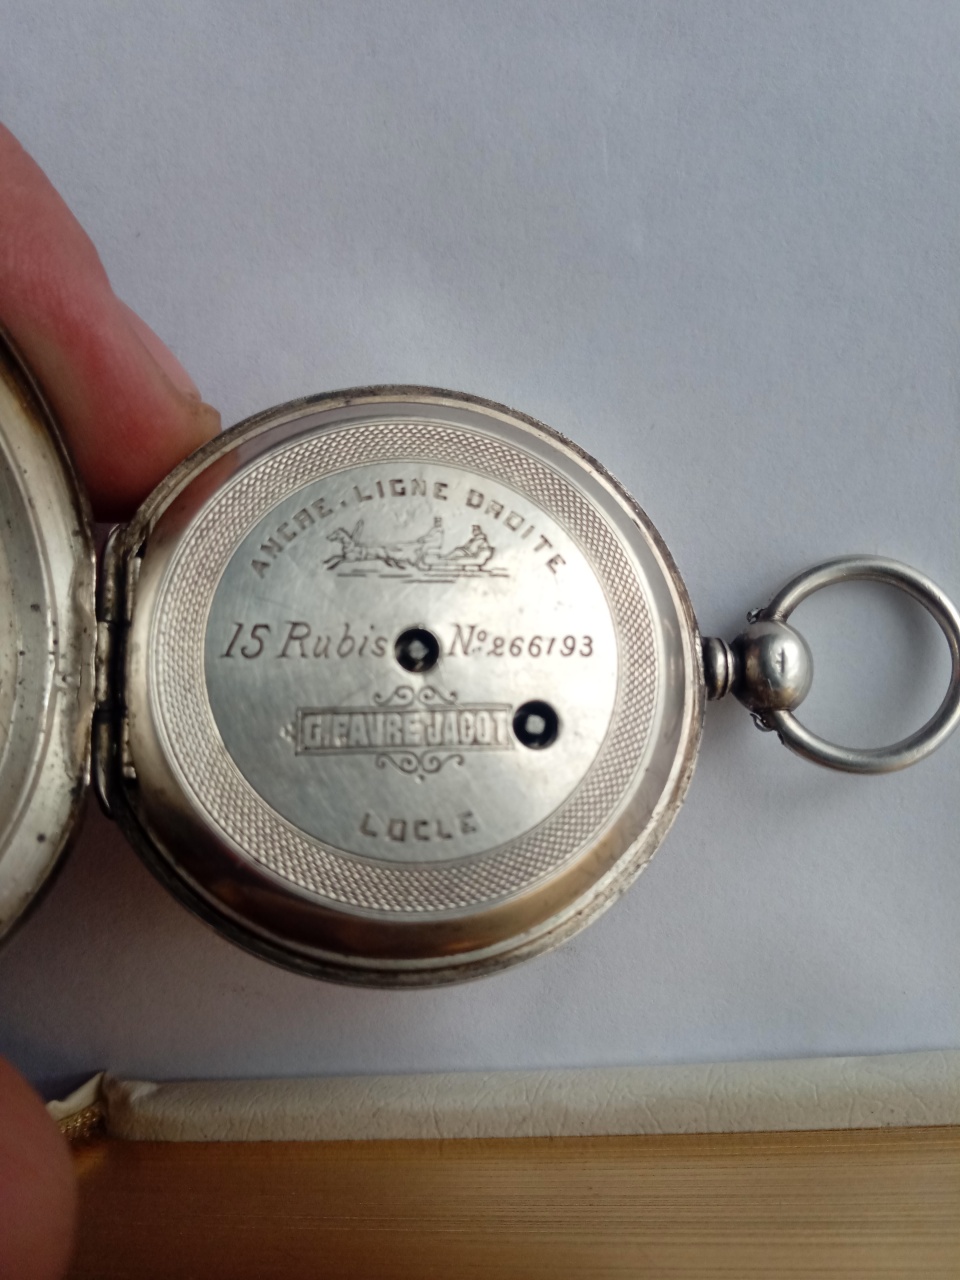 ANCRE. LIGNE DROITE
15 Rubis Nº 266193
G. FAVRE JACOT
LOCLE